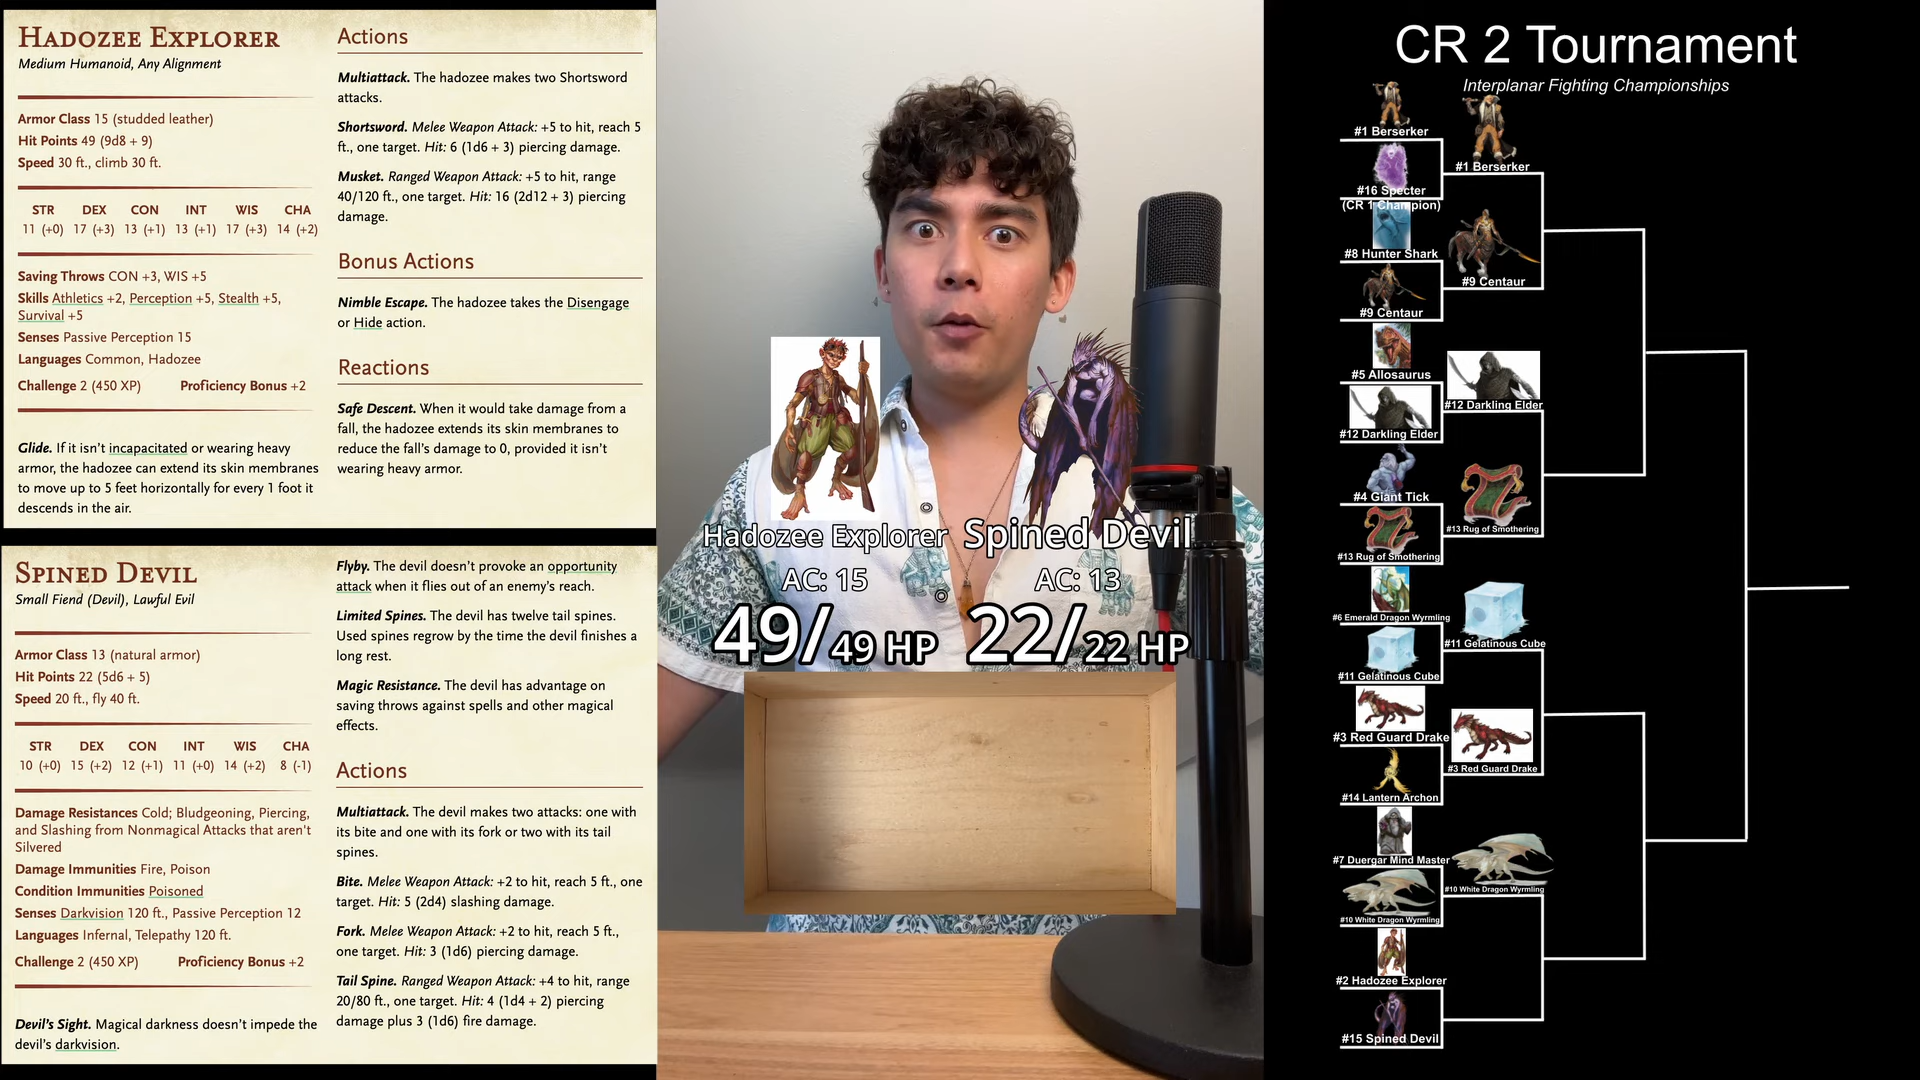 HADOZEE EXPLORER
Medium Humanoid, Any Alignment
Armor Class 15 (studded leather)
Hit Points 49 (9d8 + 9)
Speed 30 ft., climb 30 ft.
STR DEX CON INT WIS CHA
11 (+0) 17 (+3) 13 (+1) 13 (+1) 17 (+3) 14 (+2)
Saving Throws CON +3, WIS +5
Skills Athletics +2, Perception +5, Stealth +5,
Survival +5
Senses Passive Perception 15
Languages Common, Hadozee
Challenge 2 (450 XP) Proficiency Bonus +2
Glide. If it isn't incapacitated or wearing heavy
armor, the hadozee can extend its skin membranes
to move up to 5 feet horizontally for every 1 foot it
descends in the air.
Actions
Multiattack. The hadozee makes two Shortsword
attacks.
Shortsword. Melee Weapon Attack: +5 to hit, reach 5
ft., one target. Hit: 6 (1d6 + 3) piercing damage.
Musket. Ranged Weapon Attack: +5 to hit, range
40/120 ft., one target. Hit: 16 (2d12 + 3) piercing
damage.
Bonus Actions
Nimble Escape. The hadozee takes the Disengage
or Hide action.
Reactions
Safe Descent. When it would take damage from a
fall, the hadozee extends its skin membranes to
reduce the fall's damage to 0, provided it isn't
wearing heavy armor.
SPINED DEVIL
Small Fiend (Devil), Lawful Evil
Armor Class 13 (natural armor)
Hit Points 22 (5d6 + 5)
Speed 20 ft., fly 40 ft.
STR DEX CON INT WIS CHA
10 (+0) 15 (+2) 12 (+1) 11 (+0) 14 (+2) 8 (-1)
Damage Resistances Cold; Bludgeoning, Piercing,
and Slashing from Nonmagical Attacks that aren't
Silvered
Damage Immunities Fire, Poison
Condition Immunities Poisoned
Senses Darkvision 120 ft., Passive Perception 12
Languages Infernal, Telepathy 120 ft.
Challenge 2 (450 XP) Proficiency Bonus +2
Devil's Sight. Magical darkness doesn't impede the
devil's darkvision.
Flyby. The devil doesn't provoke an opportunity
attack when it flies out of an enemy's reach.
Limited Spines. The devil has twelve tail spines.
Used spines regrow by the time the devil finishes a
long rest.
Magic Resistance. The devil has advantage on
saving throws against spells and other magical
effects.
Actions
Multiattack. The devil makes two attacks: one with
its bite and one with its fork or two with its tail
spines.
Bite. Melee Weapon Attack: +2 to hit, reach 5 ft., one
target. Hit: 5 (2d4) slashing damage.
Fork. Melee Weapon Attack: +2 to hit, reach 5 ft.,
one target. Hit: 3 (1d6) piercing damage.
Tail Spine. Ranged Weapon Attack: +4 to hit, range
20/80 ft., one target. Hit: 4 (1d4 + 2) piercing
damage plus 3 (1d6) fire damage.
Hadozee Explorer
AC: 15
49/49 HP
Spined Devil
AC: 13
22/22 HP
CR 2 Tournament
Interplanar Fighting Championships
#1 Berserker
#16 Specter
(CR 1 Champion)
#8 Hunter Shark
#9 Centaur
#5 Allosaurus
#12 Darkling Elder
#4 Giant Tick
#13 Rug of Smothering
#6 Emerald Dragon Wyrmling
#11 Gelatinous Cube
#3 Red Guard Drake
#14 Lantern Archon
#7 Duergar Mind Master
#10 White Dragon Wyrmling
#2 Hadozee Explorer
#15 Spined Devil
#1 Berserker
#9 Centaur
#12 Darkling Elder
#13 Rug of Smothering
#11 Gelatinous Cube
#3 Red Guard Drake
#10 White Dragon Wyrmling